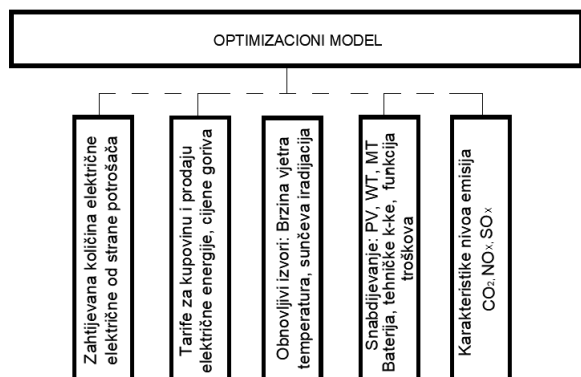 OPTIMIZACIONI MODEL
Zahtijevana količina električne
električne od strane potrošača
Tarife za kupovinu i prodaju
električne energije, cijene goriva
Obnovljivi izvori: Brzina vjetra
temperatura, sunčeva iradijacija
Snabdijevanje: PV, WT, MT
Baterija, tehničke k-ke, funkcija
troškova
Karakteristike nivoa emisija
CO₂, NOₓ, SOₓ